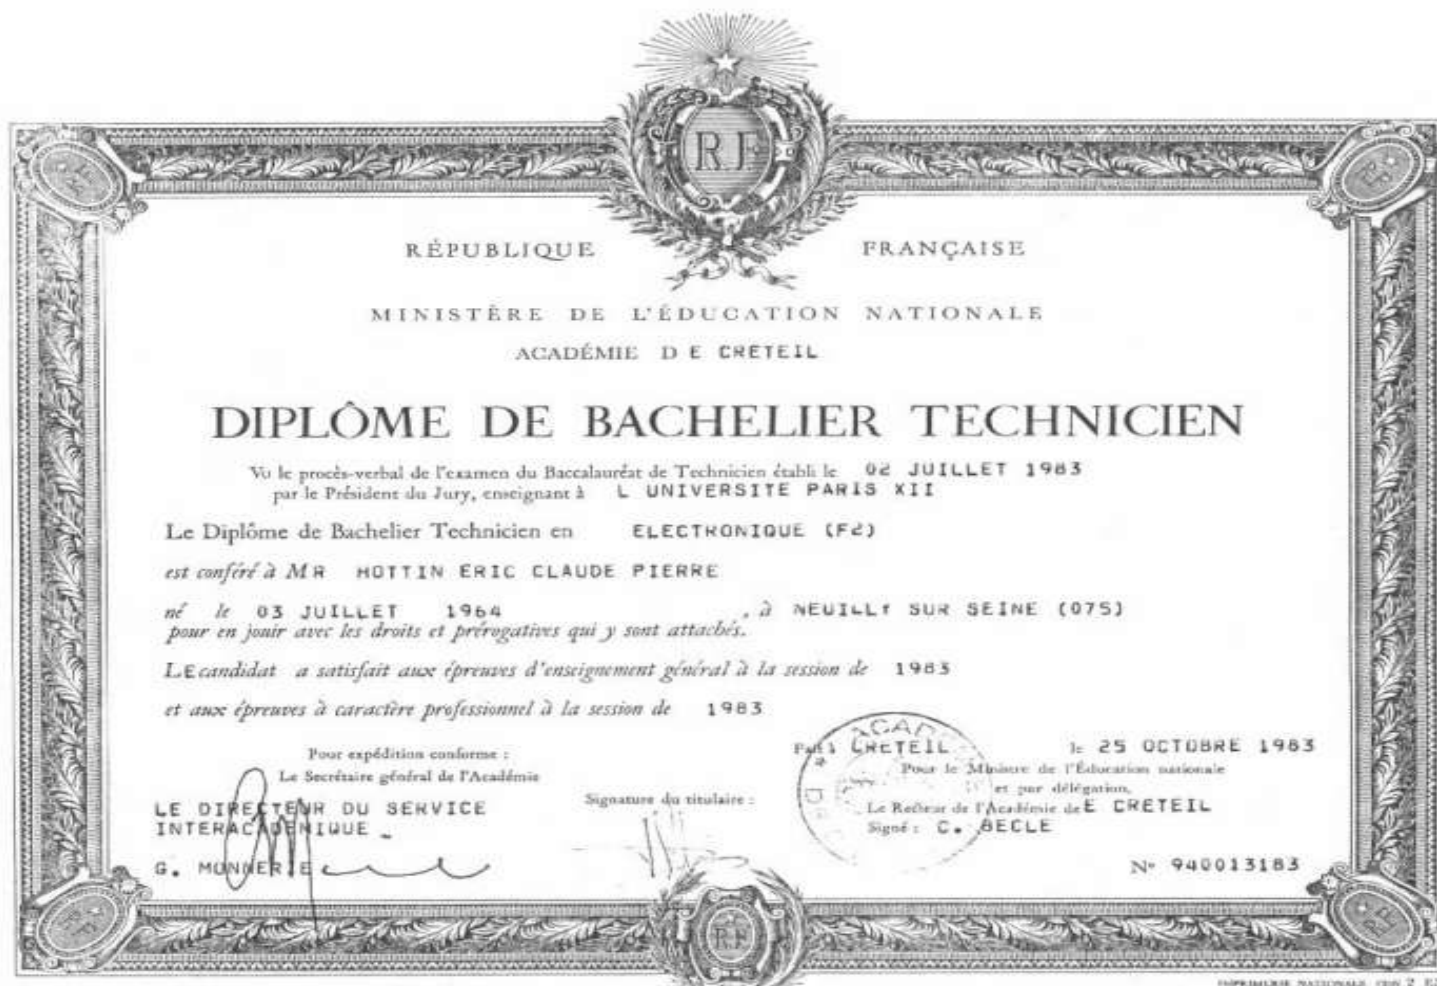 RF
RÉPUBLIQUE FRANÇAISE
MINISTÈRE DE L'ÉDUCATION NATIONALE
ACADÉMIE DE CRETEIL
DIPLÔME DE BACHELIER TECHNICIEN
Vu le procès-verbal de l'examen du Baccalauréat de Technicien établi le 02 JUILLET 1983
par le Président du Jury, enseignant à L UNIVERSITE PARIS XII
Le Diplôme de Bachelier Technicien en ELECTRONIQUE (F2)
est conféré à MR HOTTIN ERIC CLAUDE PIERRE
né le 03 JUILLET 1964, à NEUILLY SUR SEINE (075)
pour en jouir avec les droits et prérogatives qui y sont attachés.
LE candidat a satisfait aux épreuves d'enseignement général à la session de 1983
et aux épreuves à caractère professionnel à la session de 1983
Pour expédition conforme :
Le Secrétaire général de l'Académie
LE DIRECTEUR DU SERVICE
INTERACADEMIQUE
G. MONNERIE
Signature du titulaire :
Fait à CRETEIL le 25 OCTOBRE 1983
Pour le Ministre de l'Éducation nationale
et par délégation,
Le Recteur de l'Académie de CRETEIL
Signé : C. BECLE
N° 940013183
RF
IMPRIMERIE NATIONALE